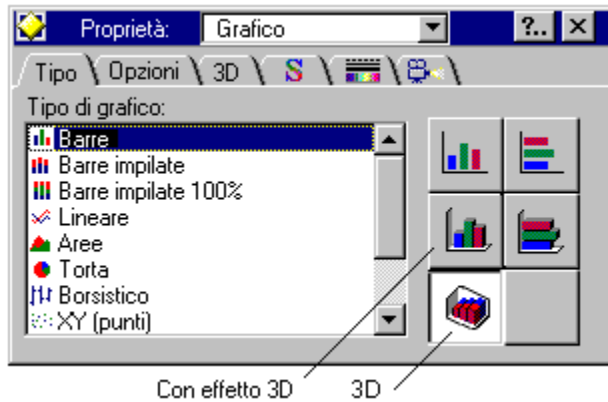 Proprietà: Grafico ?..
Tipo Opzioni 3D S
Tipo di grafico:
Barre
Barre impilate
Barre impilate 100%
Lineare
Aree
Torta
Borsistico
XY (punti)
Con effetto 3D 3D